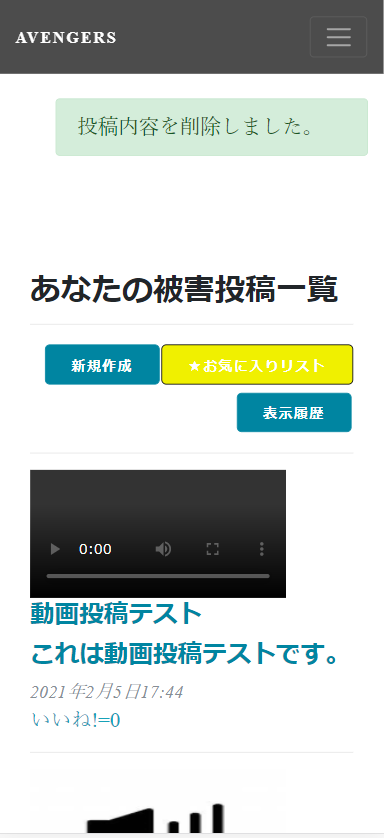 AVENGERS
投稿内容を削除しました。
あなたの被害投稿一覧
新規作成
★お気に入りリスト
表示履歴
0:00
動画投稿テスト
これは動画投稿テストです。
2021年2月5日17:44
いいね!=0